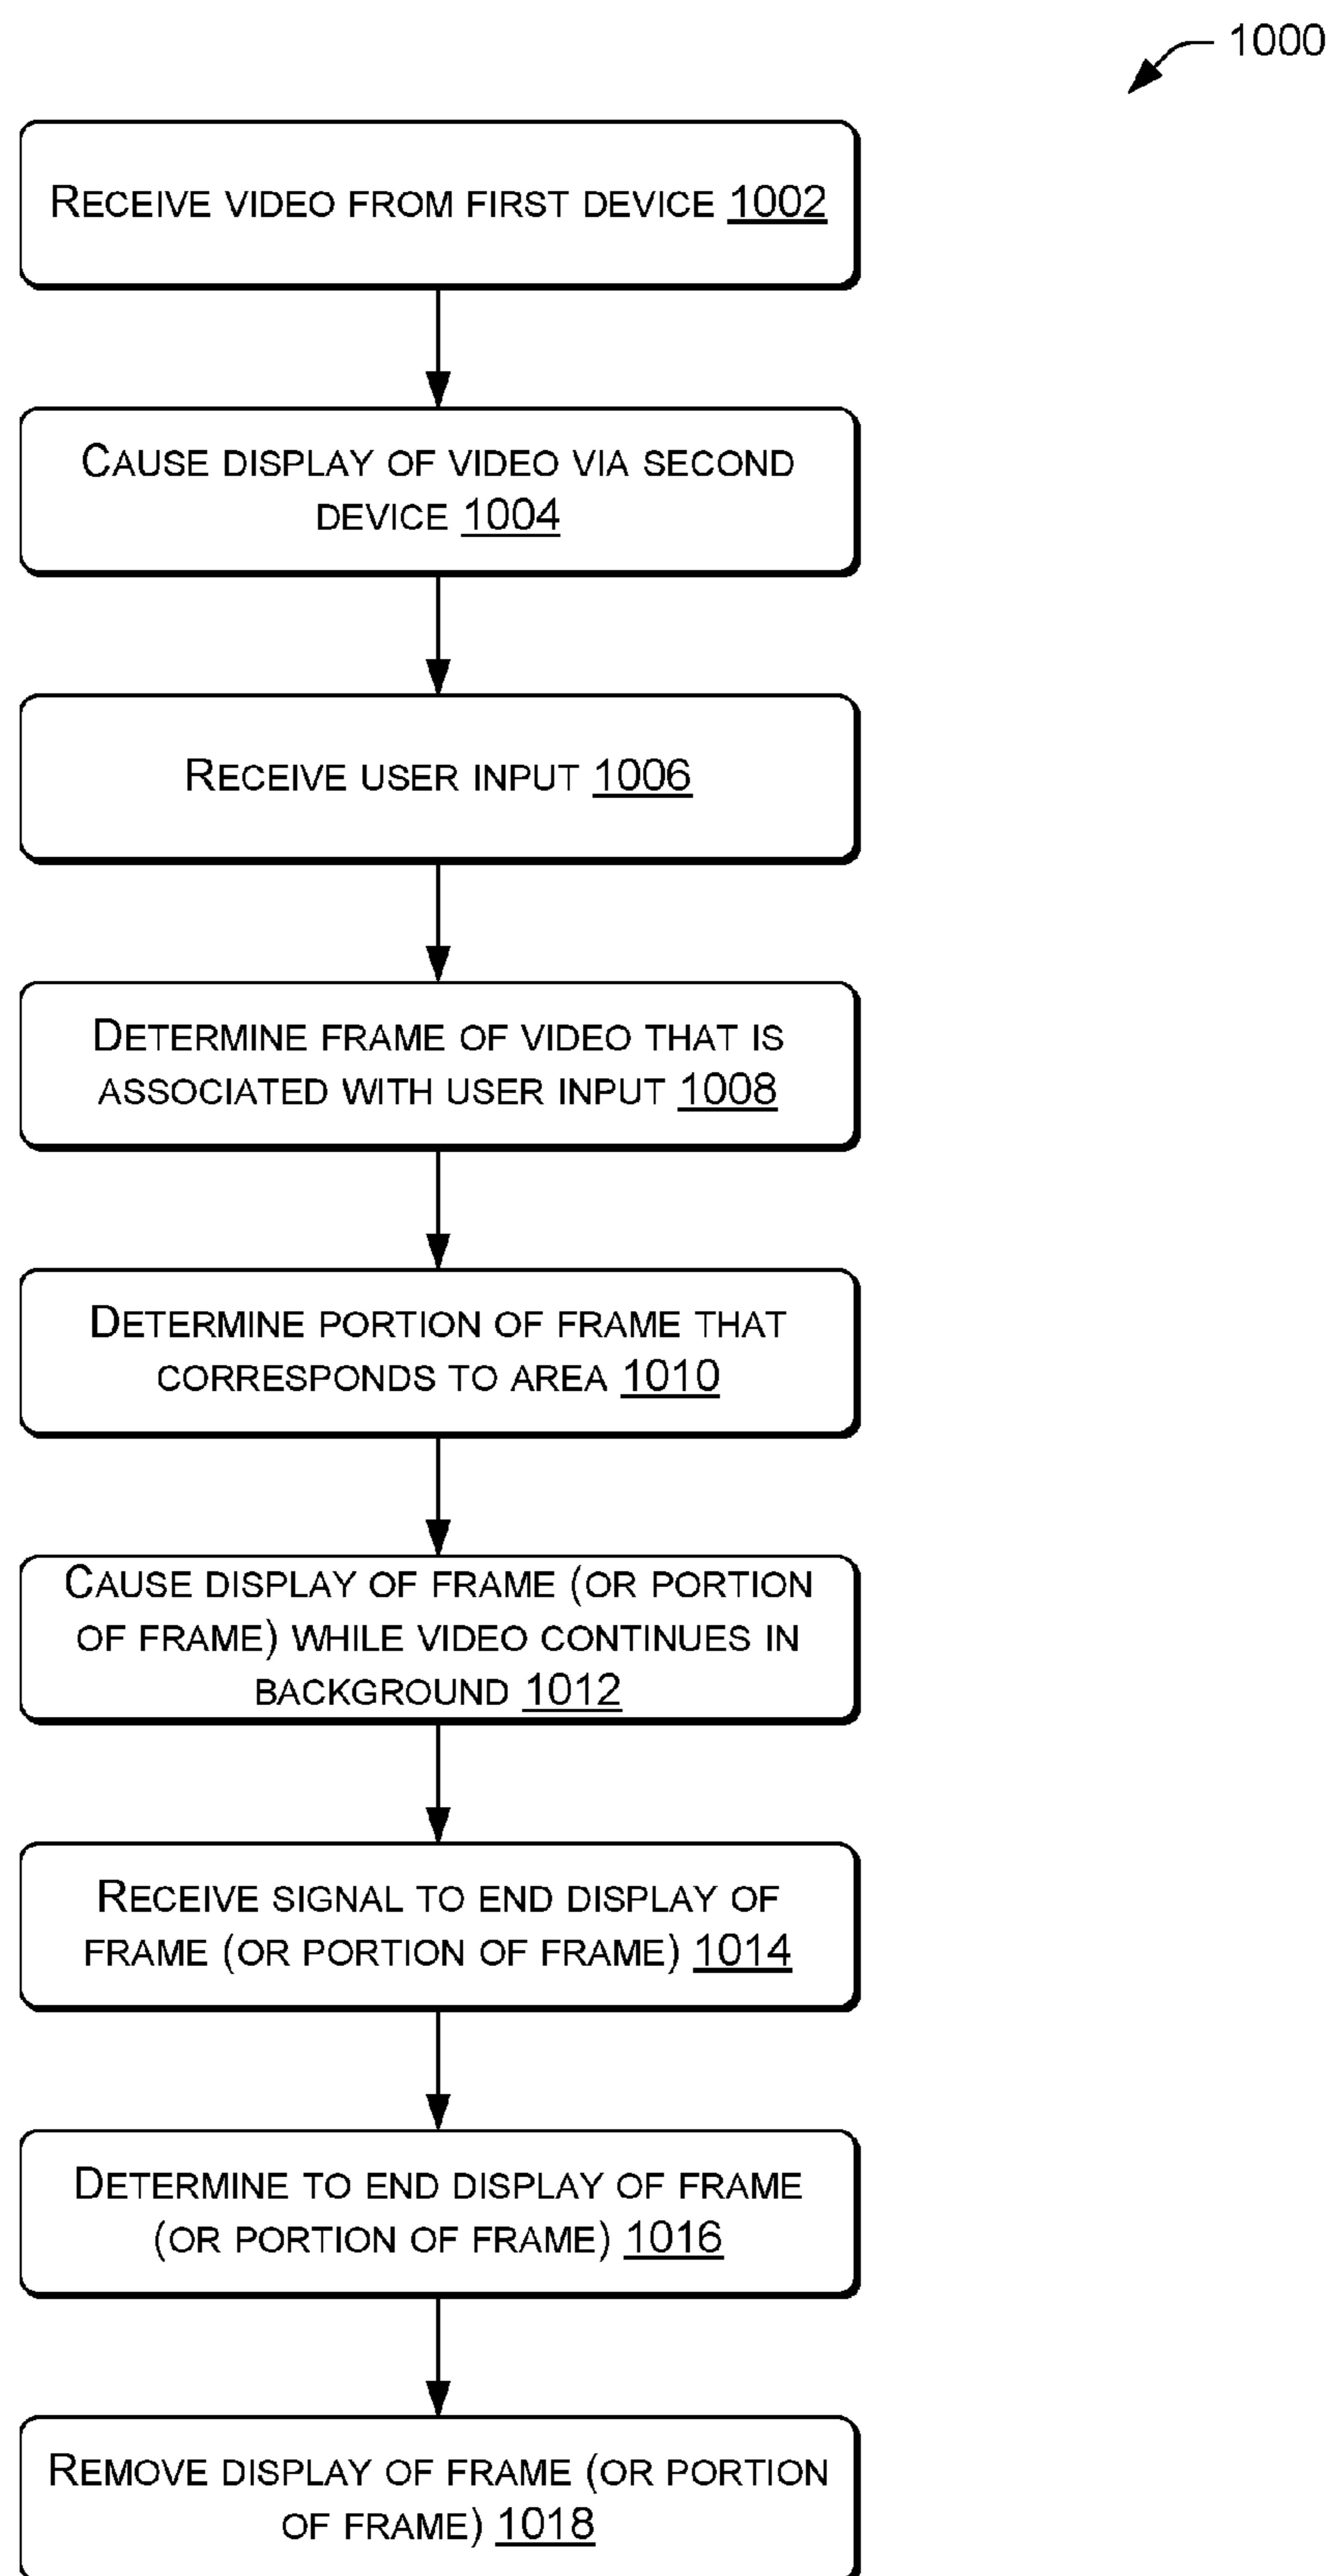 1000
RECEIVE VIDEO FROM FIRST DEVICE 1002
CAUSE DISPLAY OF VIDEO VIA SECOND
DEVICE 1004
RECEIVE USER INPUT 1006
DETERMINE FRAME OF VIDEO THAT IS
ASSOCIATED WITH USER INPUT 1008
DETERMINE PORTION OF FRAME THAT
CORRESPONDS TO AREA 1010
CAUSE DISPLAY OF FRAME (OR PORTION
OF FRAME) WHILE VIDEO CONTINUES IN
BACKGROUND 1012
RECEIVE SIGNAL TO END DISPLAY OF
FRAME (OR PORTION OF FRAME) 1014
DETERMINE TO END DISPLAY OF FRAME
(OR PORTION OF FRAME) 1016
REMOVE DISPLAY OF FRAME (OR PORTION
OF FRAME) 1018